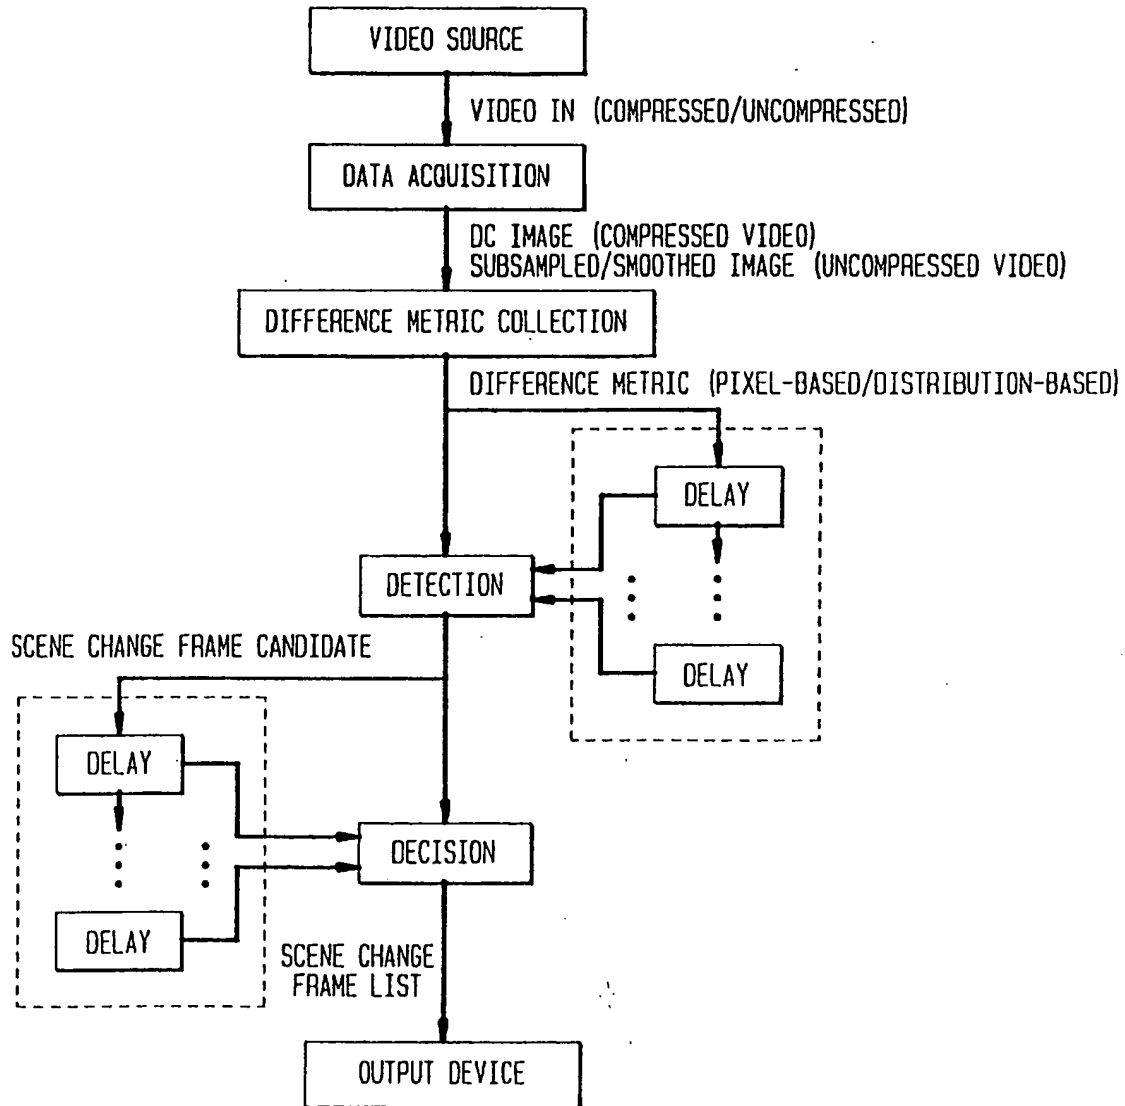 VIDEO SOURCE
VIDEO IN (COMPRESSED/UNCOMPRESSED)
DATA ACQUISITION
DC IMAGE (COMPRESSED VIDEO)
SUBSAMPLED/SMOOTHED IMAGE (UNCOMPRESSED VIDEO)
DIFFERENCE METRIC COLLECTION
DIFFERENCE METRIC (PIXEL-BASED/DISTRIBUTION-BASED)
DELAY
DETECTION
DELAY
SCENE CHANGE FRAME CANDIDATE
DELAY
DECISION
DELAY
SCENE CHANGE
FRAME LIST
OUTPUT DEVICE